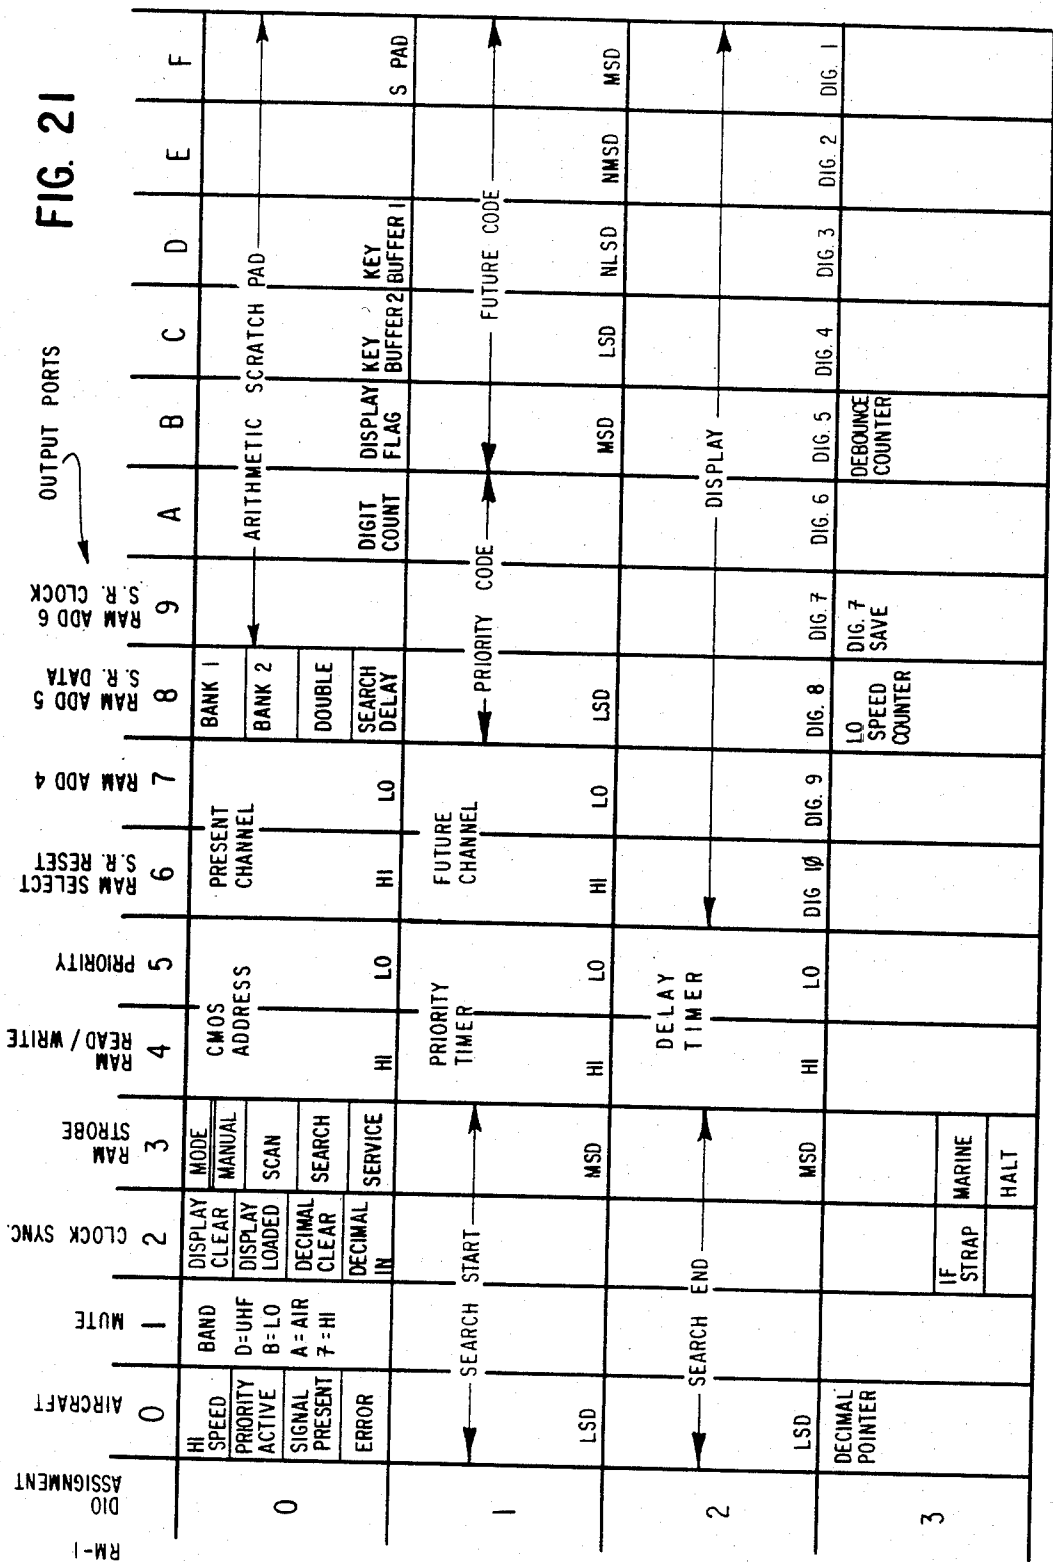 FIG. 21
OUTPUT PORTS
RM-1
DIO
ASSIGNMENT
AIRCRAFT
MUTE
CLOCK SYNC.
RAM
STROBE
RAM
READ / WRITE
PRIORITY
RAM SELECT
S.R. RESET
RAM ADD 4
RAM ADD 5
S.R. DATA
RAM ADD 6
S.R. CLOCK
0 1 2 3 4 5 6 7 8 9 A B C D E F
0
HI
SPEED
PRIORITY
ACTIVE
SIGNAL
PRESENT
ERROR
BAND
D=UHF
B=LO
A=AIR
7=HI
DISPLAY
CLEAR
DISPLAY
LOADED
DECIMAL
CLEAR
DECIMAL
IN
MODE
MANUAL
SCAN
SEARCH
SERVICE
CMOS
ADDRESS
HI LO
PRESENT
CHANNEL
HI LO
BANK 1
BANK 2
DOUBLE
SEARCH
DELAY
ARITHMETIC SCRATCH PAD
DIGIT
COUNT
DISPLAY
FLAG
KEY
BUFFER 2
KEY
BUFFER 1
S PAD
1
SEARCH START
LSD MSD
PRIORITY
TIMER
HI LO
FUTURE
CHANNEL
HI LO
PRIORITY CODE
LSD MSD
FUTURE CODE
LSD NLSD NMSD MSD
2
SEARCH END
LSD MSD
DELAY
TIMER
HI LO
DISPLAY
DIG 10 DIG. 9 DIG. 8 DIG. 7 DIG. 6 DIG. 5 DIG. 4 DIG. 3 DIG. 2 DIG. 1
3
DECIMAL
POINTER
IF
STRAP
MARINE
HALT
LO
SPEED
COUNTER
DIG. 7
SAVE
DEBOUNCE
COUNTER